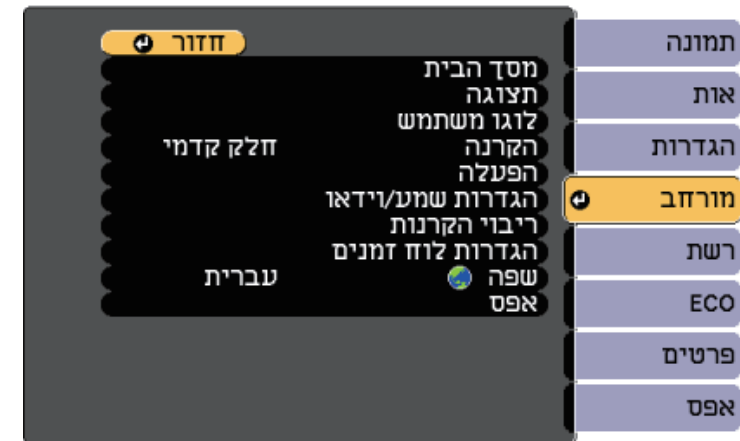 תמונה
אות
הגדרות
מורחב
רשת
ECO
פרטים
אפס
חזור
מסך הבית
תצוגה
לוגו משתמש
הקרנה חלק קדמי
הפעלה
הגדרות שמע/וידאו
ריבוי הקרנות
הגדרות לוח זמנים
שפה עברית
אפס